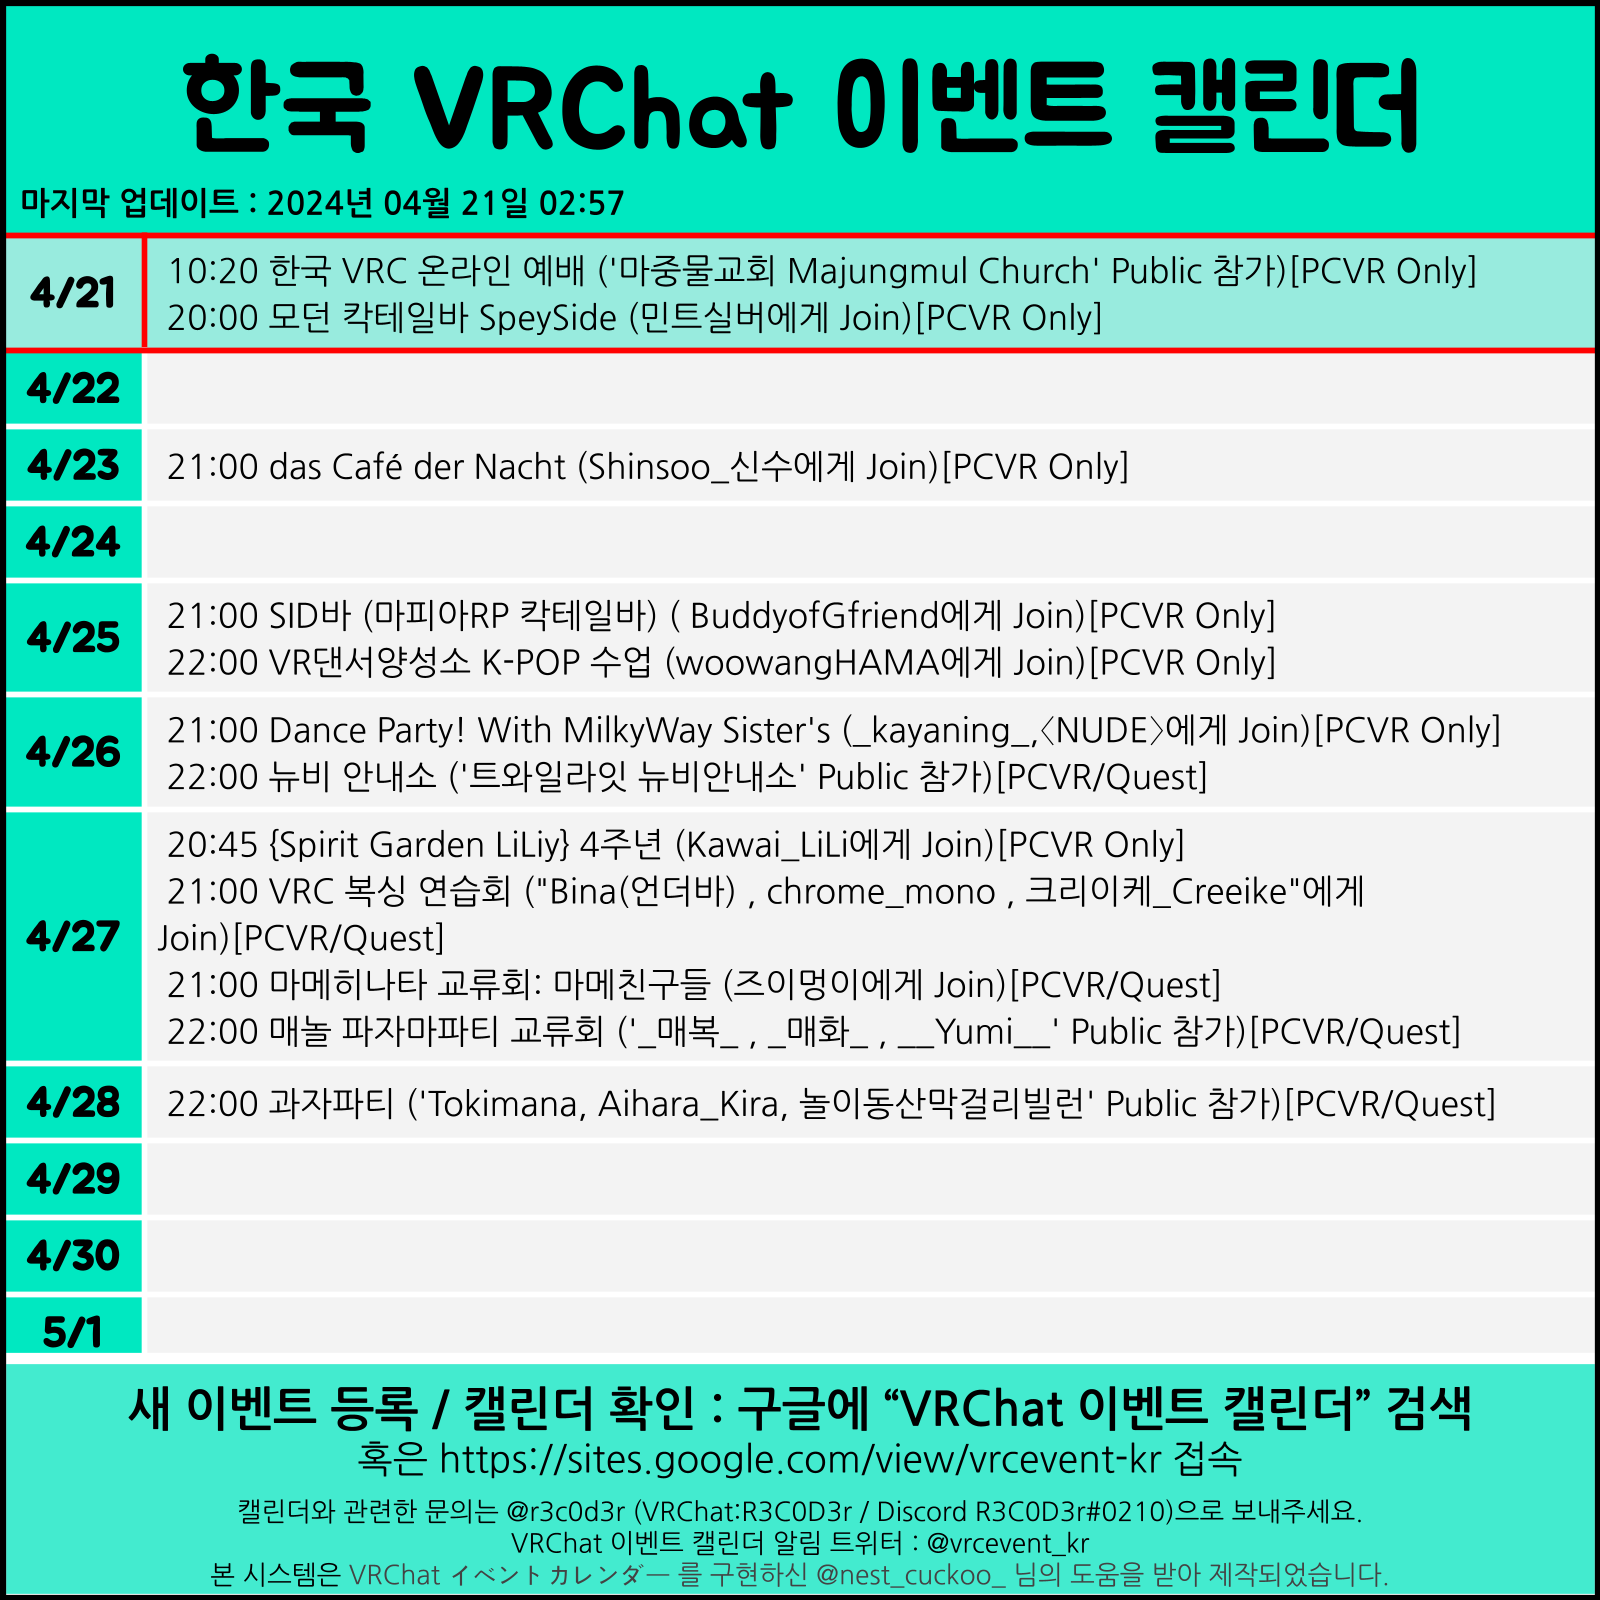 한국 VRChat 이벤트 캘린더
마지막 업데이트 : 2024년 04월 21일 02:57
4/21
10:20 한국 VRC 온라인 예배 ('마중물교회 Majungmul Church' Public 참가)[PCVR Only]
20:00 모던 칵테일바 SpeySide (민트실버에게 Join)[PCVR Only]
4/22
4/23
21:00 das Café der Nacht (Shinsoo_신수에게 Join)[PCVR Only]
4/24
4/25
21:00 SID바 (마피아RP 칵테일바) ( BuddyofGfriend에게 Join)[PCVR Only]
22:00 VR댄서양성소 K-POP 수업 (woowangHAMA에게 Join)[PCVR Only]
4/26
21:00 Dance Party! With MilkyWay Sister's (_kayaning_,〈NUDE〉에게 Join)[PCVR Only]
22:00 뉴비 안내소 ('트와일라잇 뉴비안내소' Public 참가)[PCVR/Quest]
4/27
20:45 {Spirit Garden LiLiy} 4주년 (Kawai_LiLi에게 Join)[PCVR Only]
21:00 VRC 복싱 연습회 ("Bina(언더바) , chrome_mono , 크리이케_Creeike"에게
Join)[PCVR/Quest]
21:00 마메히나타 교류회: 마메친구들 (즈이멍이에게 Join)[PCVR/Quest]
22:00 매놀 파자마파티 교류회 ('_매복_ , _매화_ , __Yumi__' Public 참가)[PCVR/Quest]
4/28
22:00 과자파티 ('Tokimana, Aihara_Kira, 놀이동산막걸리빌런' Public 참가)[PCVR/Quest]
4/29
4/30
5/1
새 이벤트 등록 / 캘린더 확인 : 구글에 “VRChat 이벤트 캘린더” 검색
혹은 https://sites.google.com/view/vrcevent-kr 접속
캘린더와 관련한 문의는 @r3c0d3r (VRChat:R3C0D3r / Discord R3C0D3r#0210)으로 보내주세요.
VRChat 이벤트 캘린더 알림 트위터 : @vrcevent_kr
본 시스템은 VRChat イベントカレンダー 를 구현하신 @nest_cuckoo_ 님의 도움을 받아 제작되었습니다.